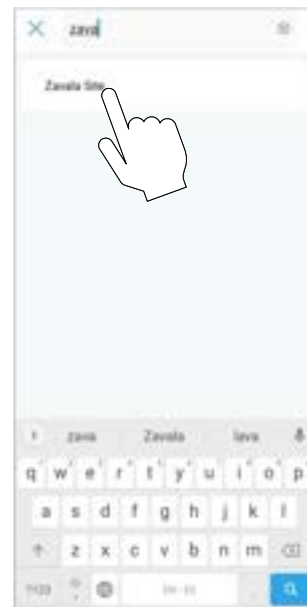 zava
Zavala Site
zava Zavala lava
q w e r t y u i o p
a s d f g h j k l
z x c v b n m